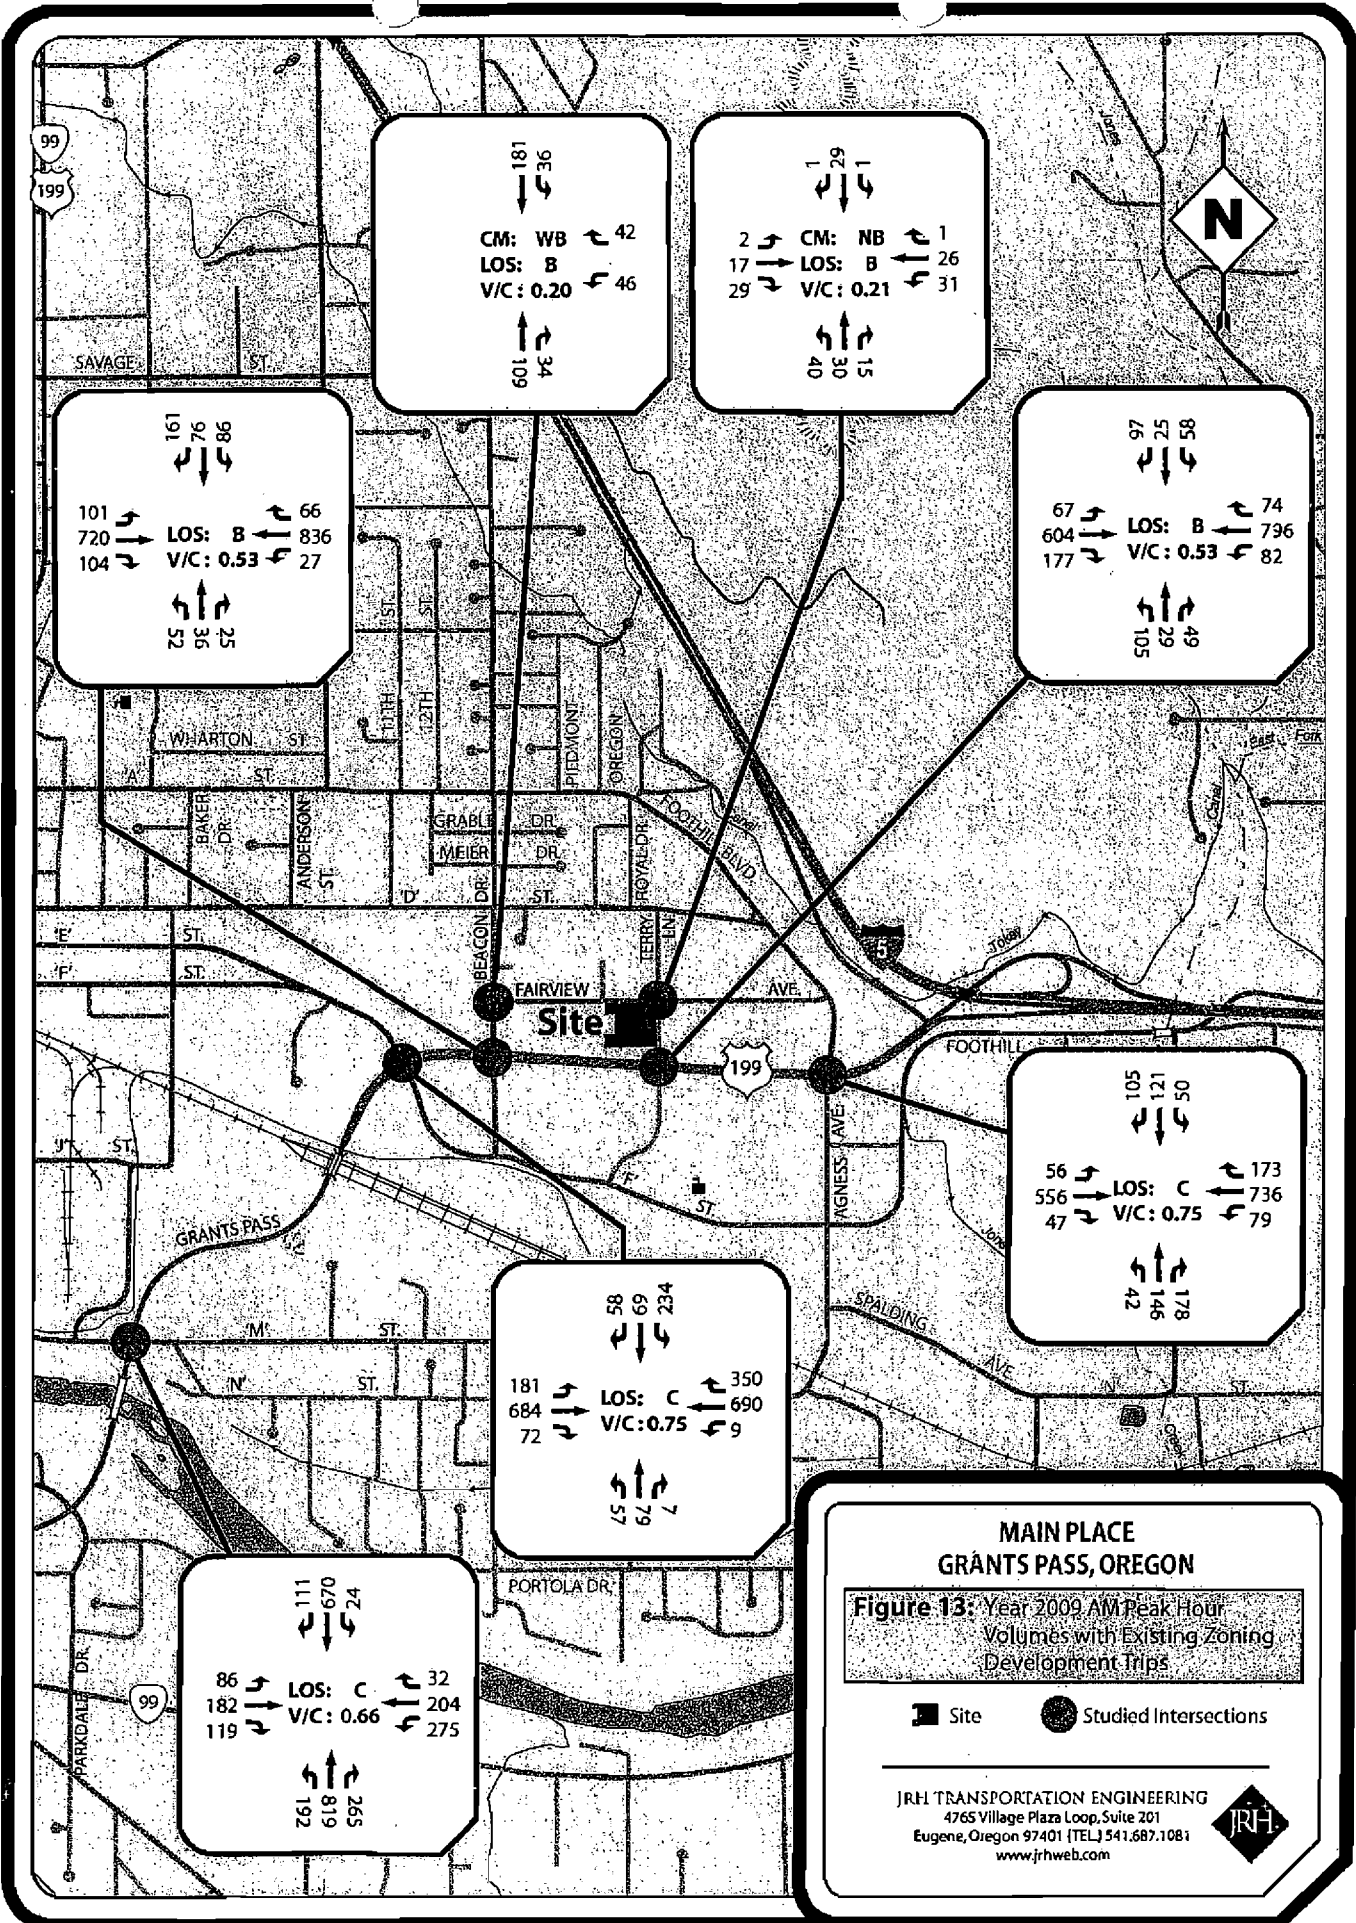 99
199
181
96
CM: WB
42
LOS: B
V/C: 0.20
46
109
34
1
29
1
2
CM: NB
1
17
LOS: B
26
29
V/C: 0.21
31
40
30
15
Jones
N
SAVAGE ST.
161
76
86
101
66
720
LOS: B
836
104
V/C: 0.53
27
52
36
25
97
25
58
67
74
604
LOS: B
796
177
V/C: 0.53
82
105
29
49
11TH ST.
12TH ST.
PIEDMONT
OREGON
WHARTON ST.
'A' ST.
East Fork
Canal
BAKER DR.
ANDERSON ST.
GRABLE DR.
MEIER DR.
FOOTHILL BLVD
Canal
ROYAL DR.
'D' ST.
BEACON DR.
TERRY LN.
'E' ST.
'F' ST.
5
Tokay
FAIRVIEW AVE.
Site
199
FOOTHILL
'J' ST.
'F' ST.
AGNESS AVE.
105
121
50
56
173
556
LOS: C
736
47
V/C: 0.75
79
42
146
178
GRANTS PASS
SPALDING AVE.
'M' ST.
'N' ST.
'N' ST.
58
69
234
181
350
684
LOS: C
690
72
V/C: 0.75
9
57
79
7
PORTOLA DR.
PARKDALE DR.
99
111
670
24
86
32
182
LOS: C
204
119
V/C: 0.66
275
192
819
265
MAIN PLACE
GRANTS PASS, OREGON
Figure 13: Year 2009 AM Peak Hour
Volumes with Existing Zoning
Development Trips
Site
Studied Intersections
JRH TRANSPORTATION ENGINEERING
4765 Village Plaza Loop, Suite 201
Eugene, Oregon 97401 (TEL) 541.687.1081
www.jrhweb.com
JRH